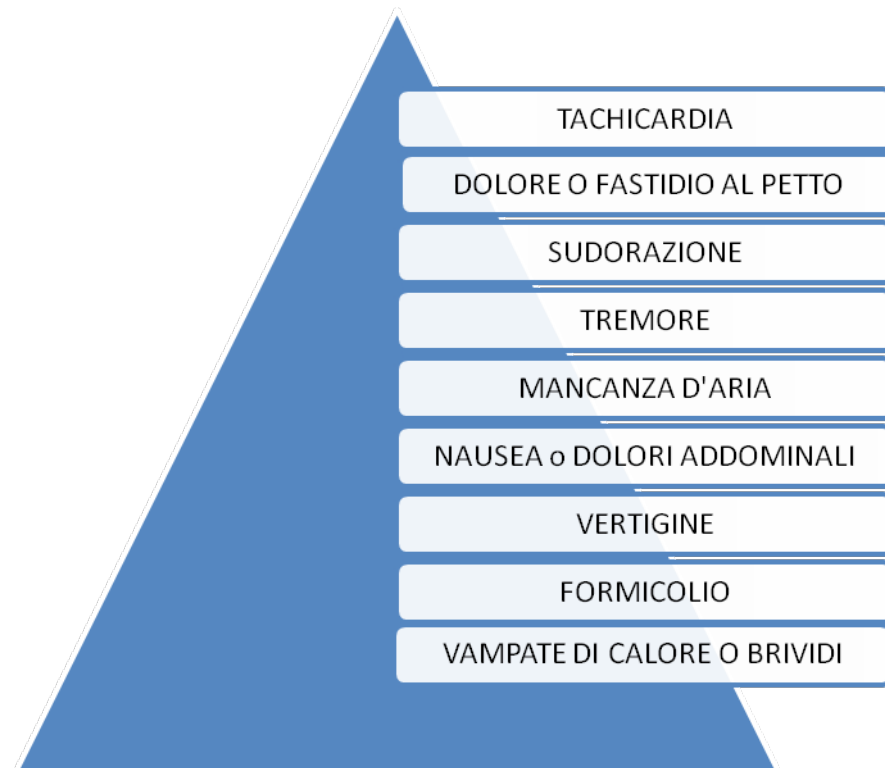 TACHICARDIA
DOLORE O FASTIDIO AL PETTO
SUDORAZIONE
TREMORE
MANCANZA D'ARIA
NAUSEA o DOLORI ADDOMINALI
VERTIGINE
FORMICOLIO
VAMPATE DI CALORE O BRIVIDI